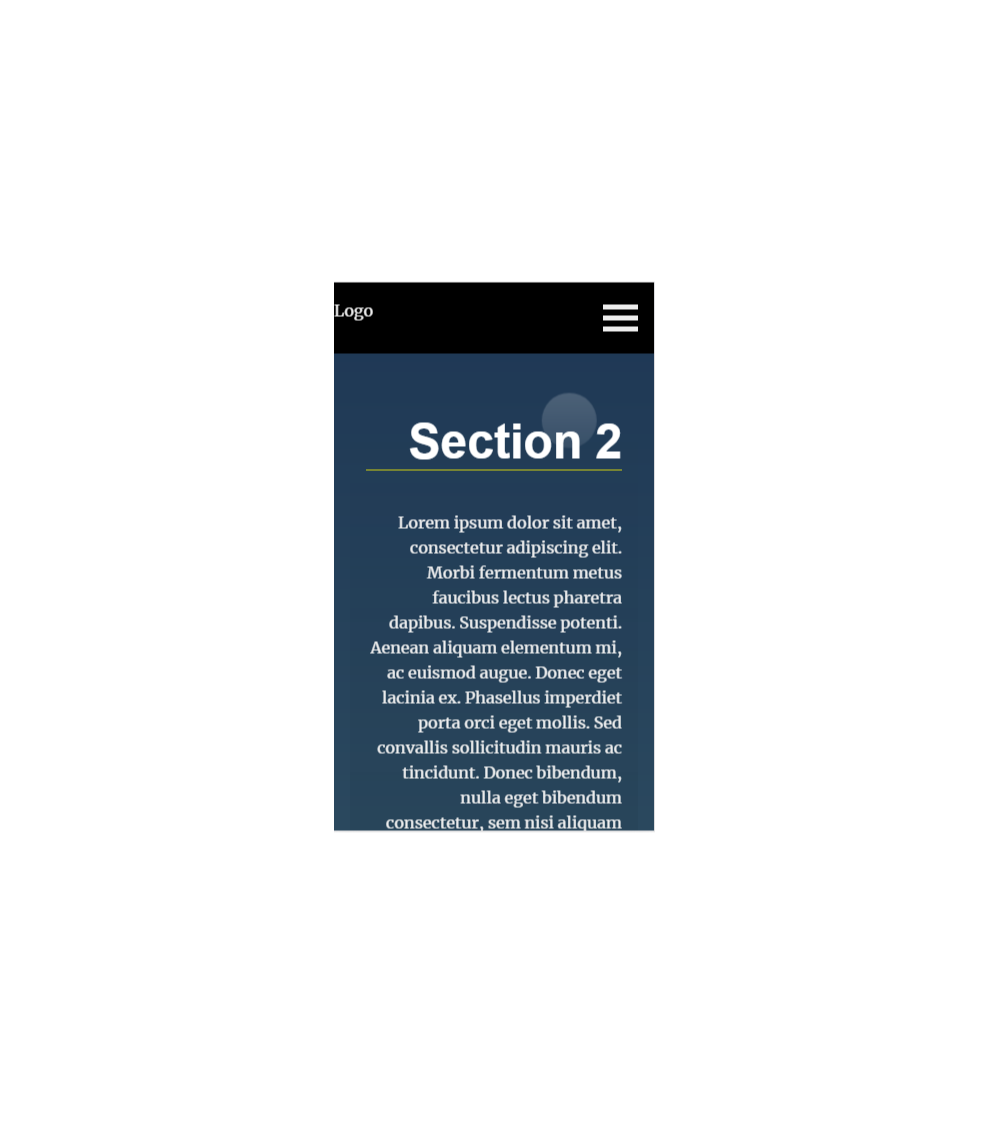 Logo
Section 2
Lorem ipsum dolor sit amet,
consectetur adipiscing elit.
Morbi fermentum metus
faucibus lectus pharetra
dapibus. Suspendisse potenti.
Aenean aliquam elementum mi,
ac euismod augue. Donec eget
lacinia ex. Phasellus imperdiet
porta orci eget mollis. Sed
convallis sollicitudin mauris ac
tincidunt. Donec bibendum,
nulla eget bibendum
consectetur, sem nisi aliquam